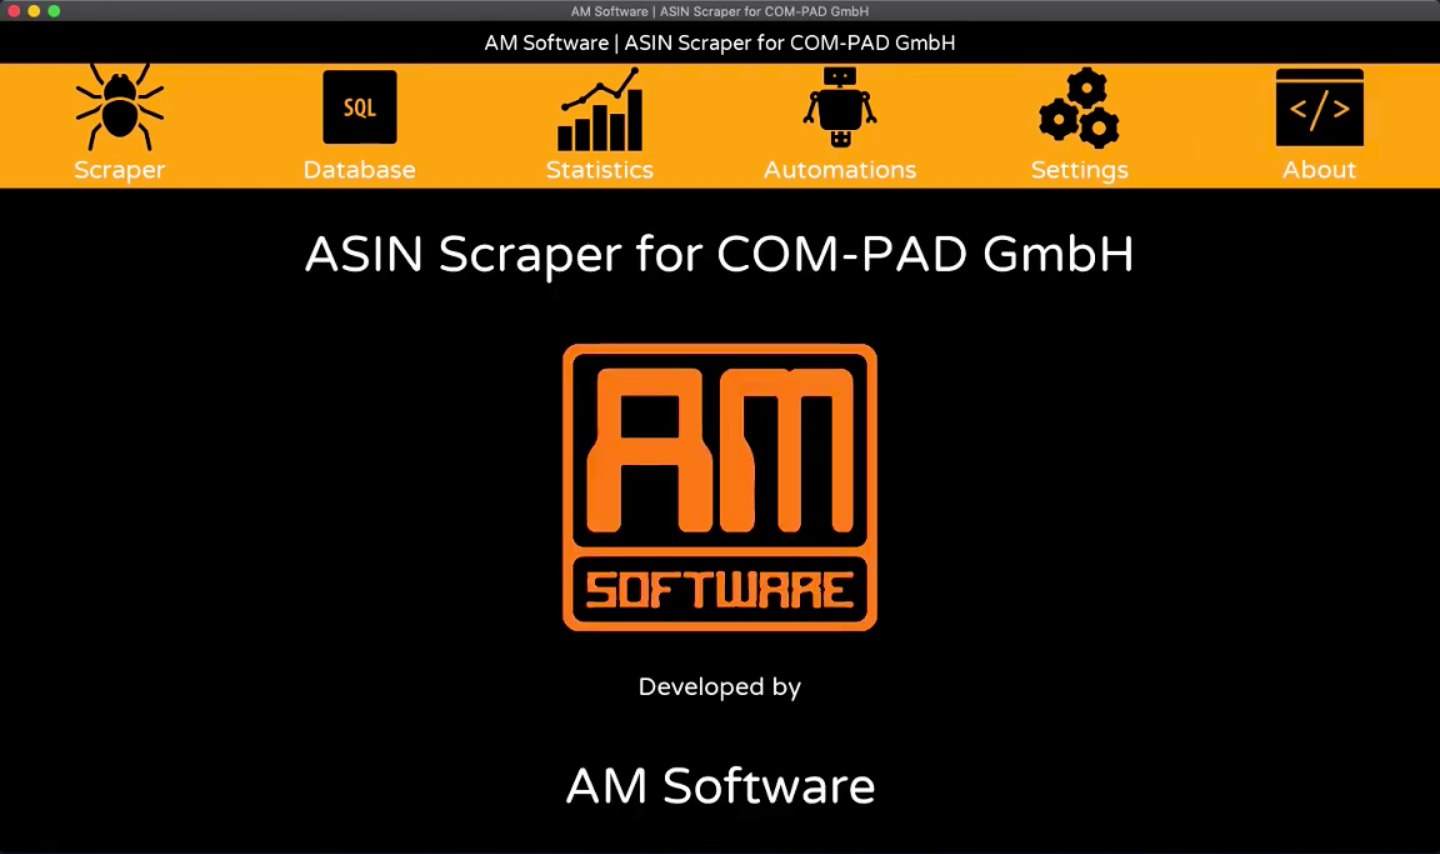 AM Software | ASIN Scraper for COM-PAD GmbH
AM Software | ASIN Scraper for COM-PAD GmbH
SQL
</>
Scraper
Database
Statistics
Automations
Settings
About
ASIN Scraper for COM-PAD GmbH
AM
SOFTWARE
Developed by
AM Software